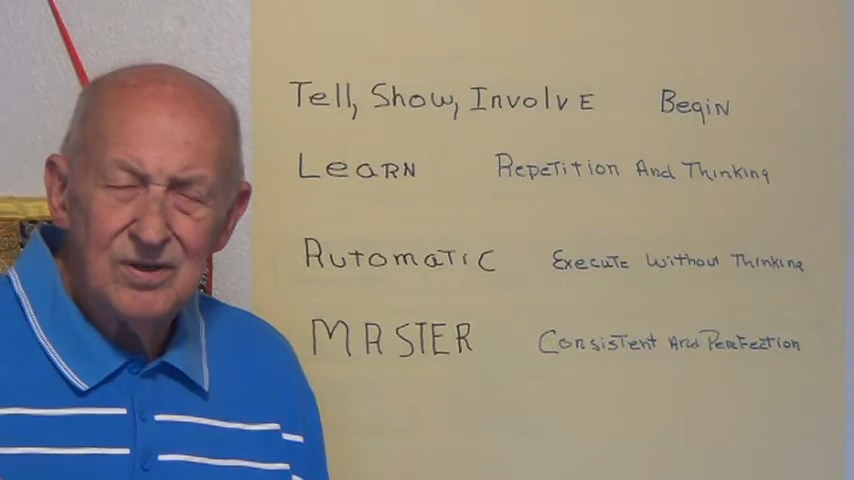 Tell, Show, Involve Begin
Learn Repetition And Thinking
Automatic Execute Without Thinking
Master Consistent And Perfection